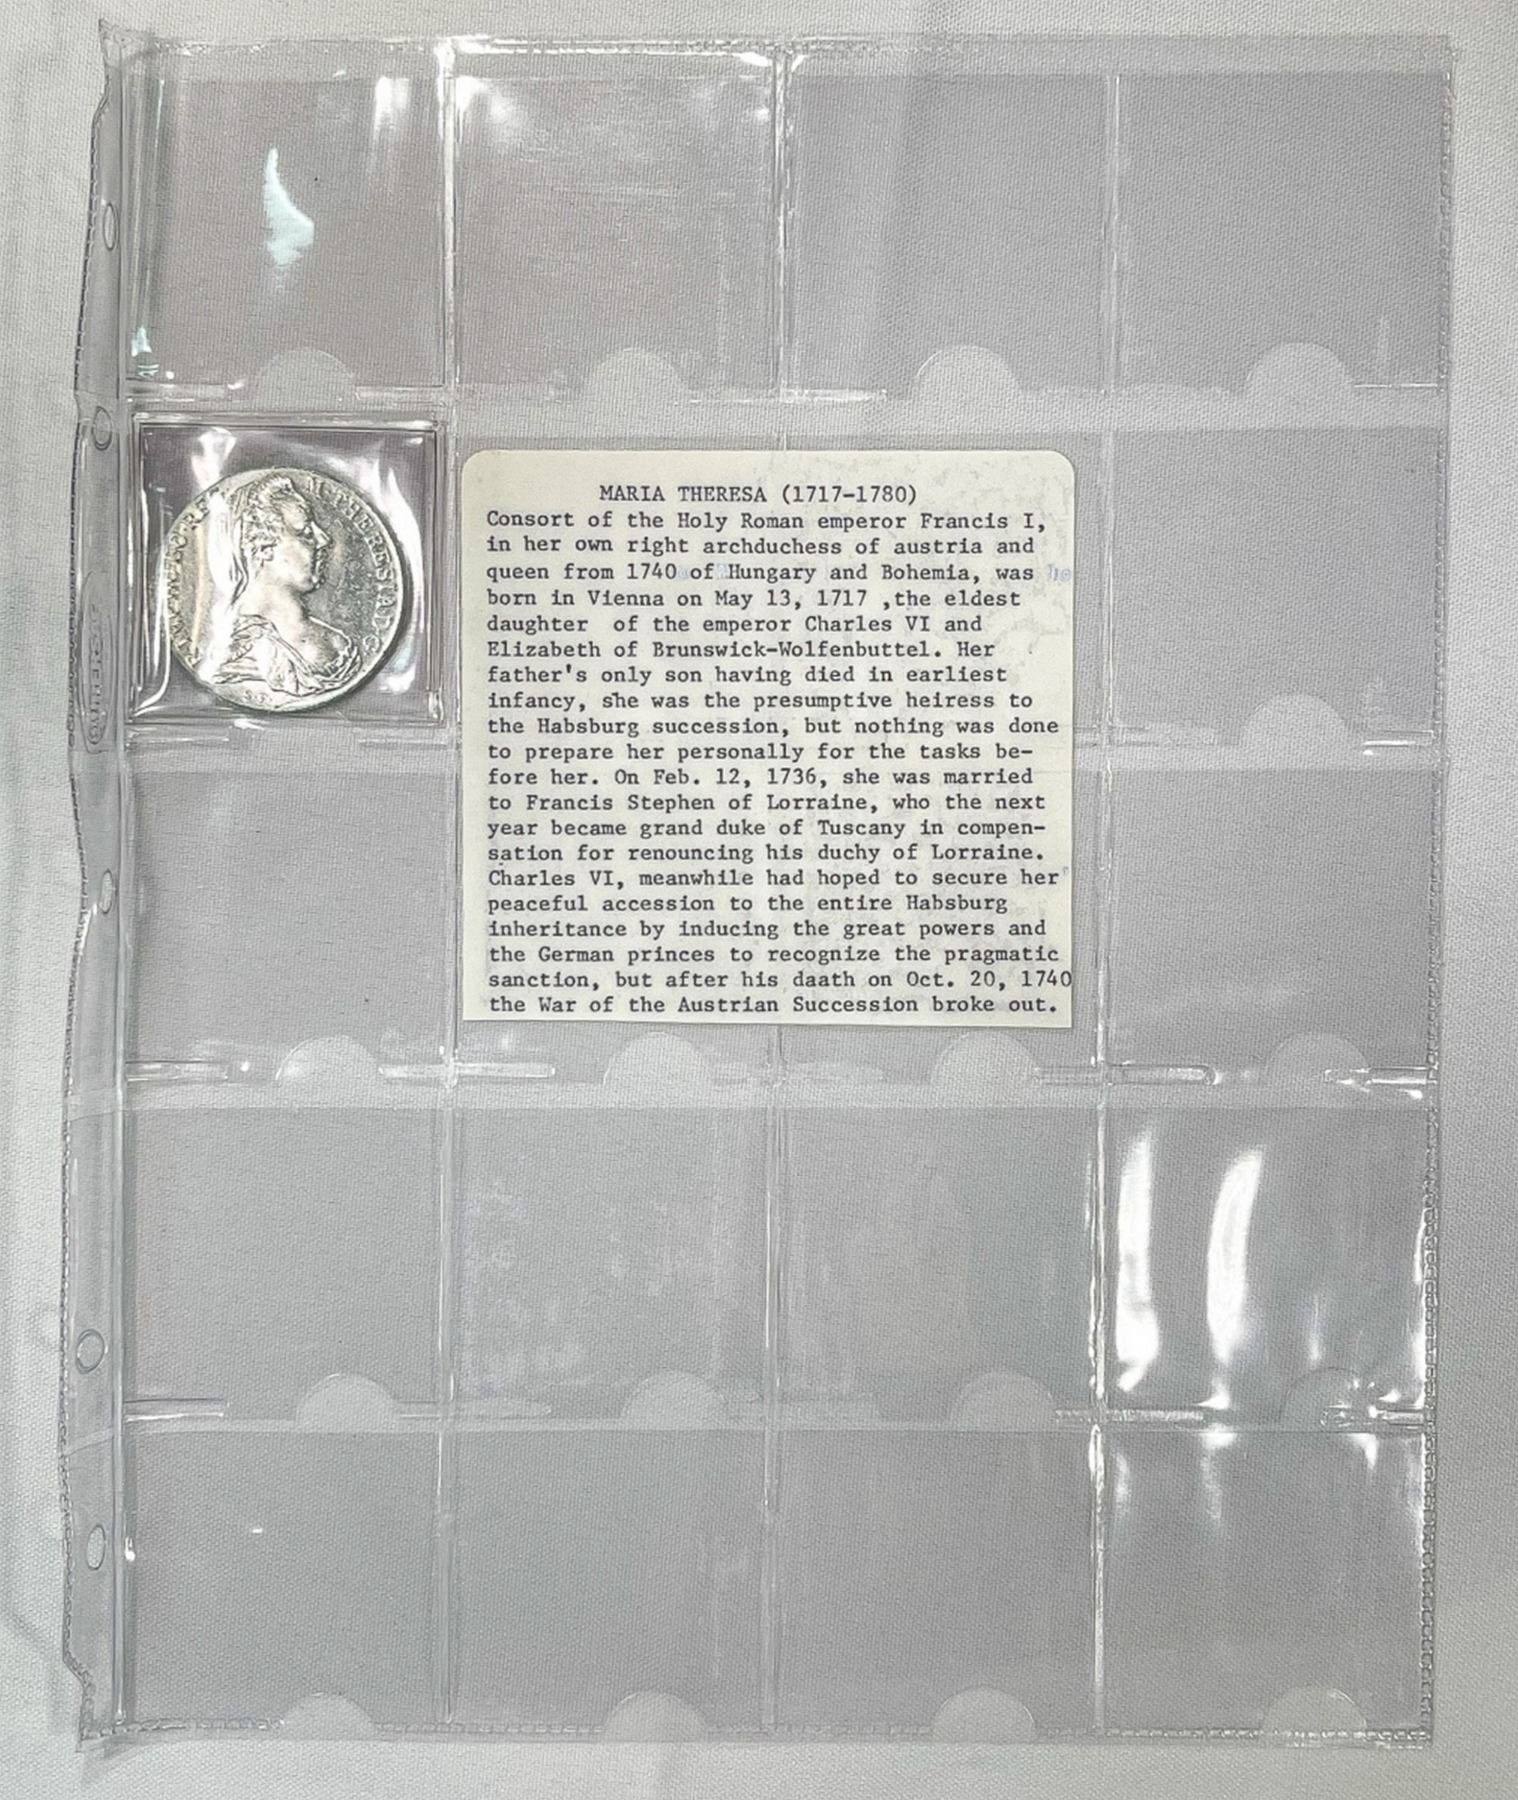 M·THERESIA·D·G·
S·F·
MARIA THERESA (1717-1780)
Consort of the Holy Roman emperor Francis I,
in her own right archduchess of austria and
queen from 1740 of Hungary and Bohemia, was
born in Vienna on May 13, 1717 ,the eldest
daughter  of the emperor Charles VI and
Elizabeth of Brunswick-Wolfenbuttel. Her
father's only son having died in earliest
infancy, she was the presumptive heiress to
the Habsburg succession, but nothing was done
to prepare her personally for the tasks be-
fore her. On Feb. 12, 1736, she was married
to Francis Stephen of Lorraine, who the next
year became grand duke of Tuscany in compen-
sation for renouncing his duchy of Lorraine.
Charles VI, meanwhile had hoped to secure her
peaceful accession to the entire Habsburg
inheritance by inducing the great powers and
the German princes to recognize the pragmatic
sanction, but after his daath on Oct. 20, 1740
the War of the Austrian Succession broke out.